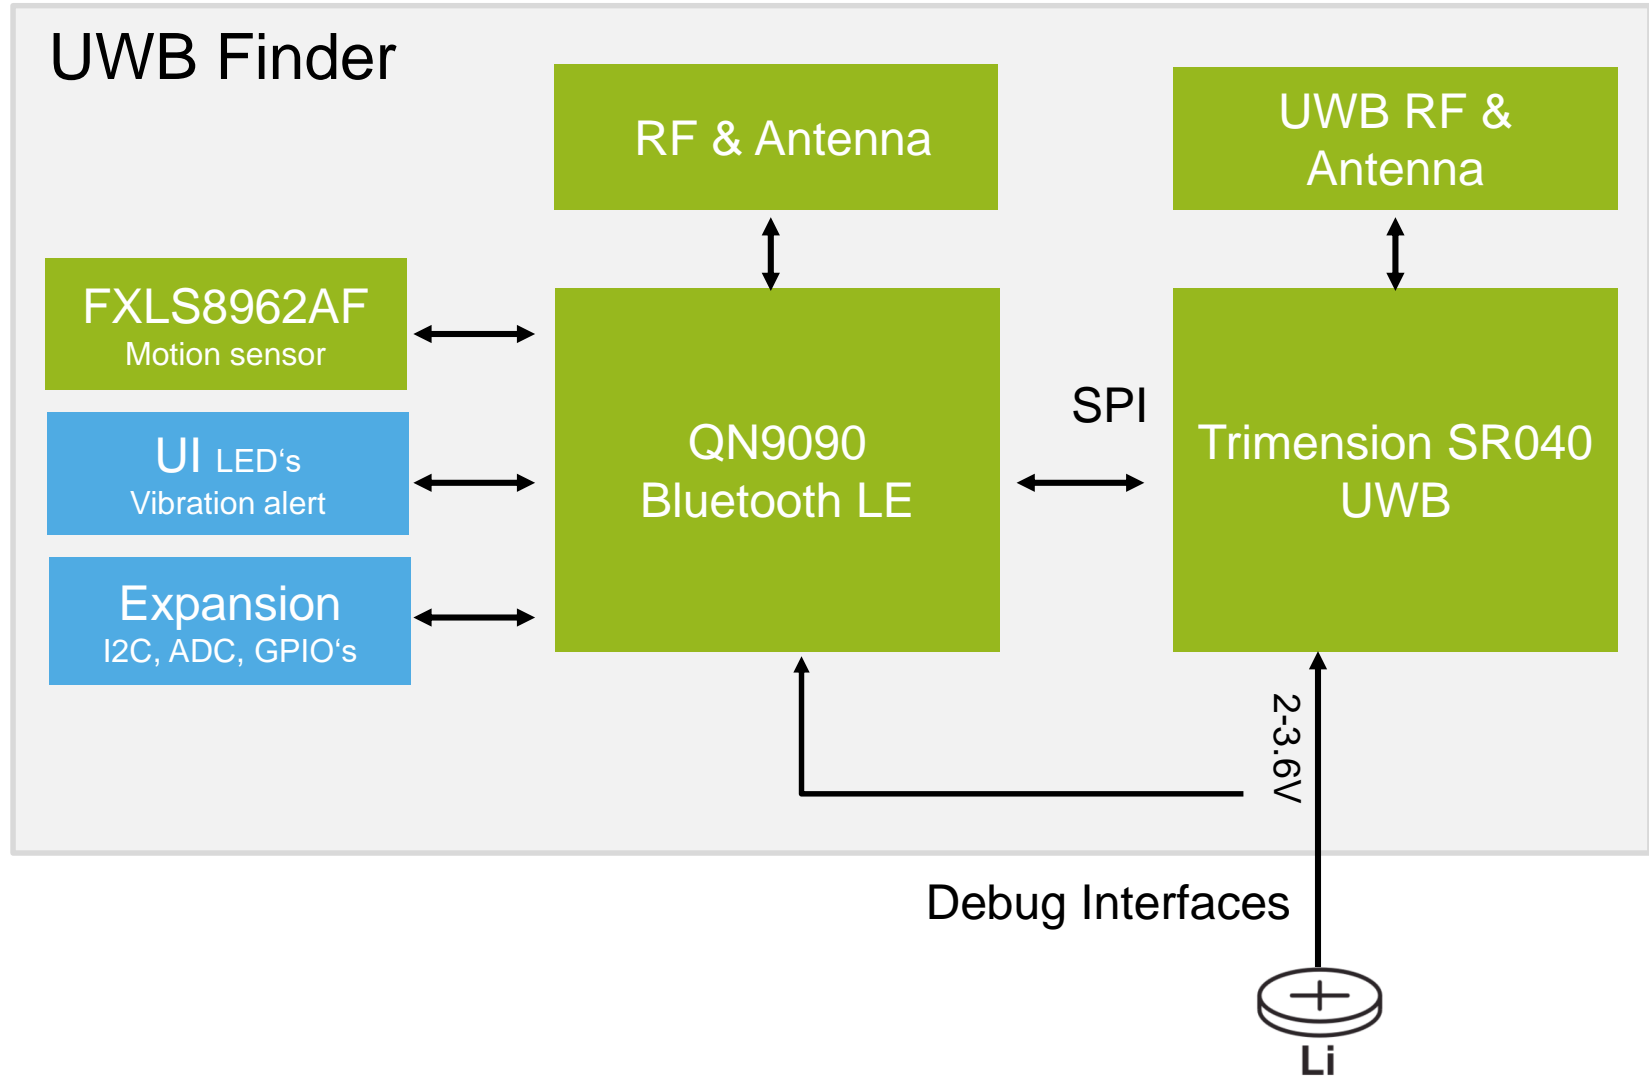 UWB Finder
RF & Antenna
UWB RF &
Antenna
FXLS8962AF
Motion sensor
UI LED‘s
Vibration alert
Expansion
I2C, ADC, GPIO‘s
QN9090
Bluetooth LE
SPI
Trimension SR040
UWB
2-3.6V
Debug Interfaces
Li